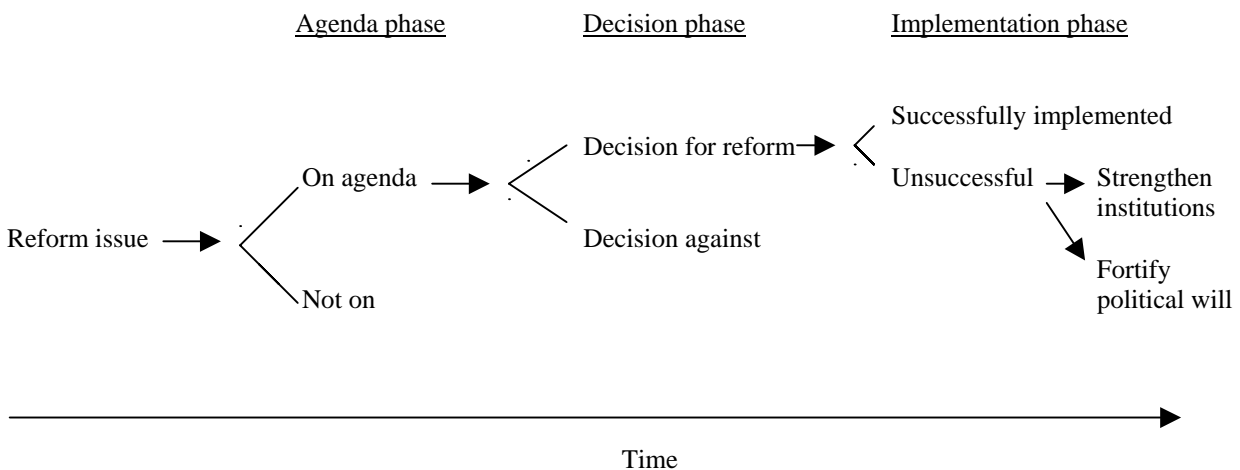 Agenda phase Decision phase Implementation phase
Successfully implemented
Decision for reform
On agenda Unsuccessful Strengthen
institutions
Reform issue Decision against
Fortify
Not on political will
Time